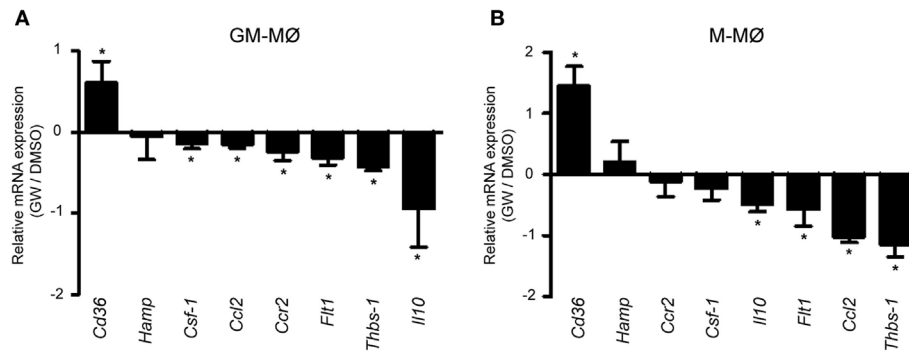 A
GM-MØ
Relative mRNA expression
(GW / DMSO)
1
0
-1
-2
*
*
*
*
*
*
*
Cd36
Hamp
Csf-1
Ccl2
Ccr2
Flt1
Thbs-1
Il10
B
M-MØ
Relative mRNA expression
(GW / DMSO)
2
1
0
-1
-2
*
*
*
*
*
Cd36
Hamp
Ccr2
Csf-1
Il10
Flt1
Ccl2
Thbs-1